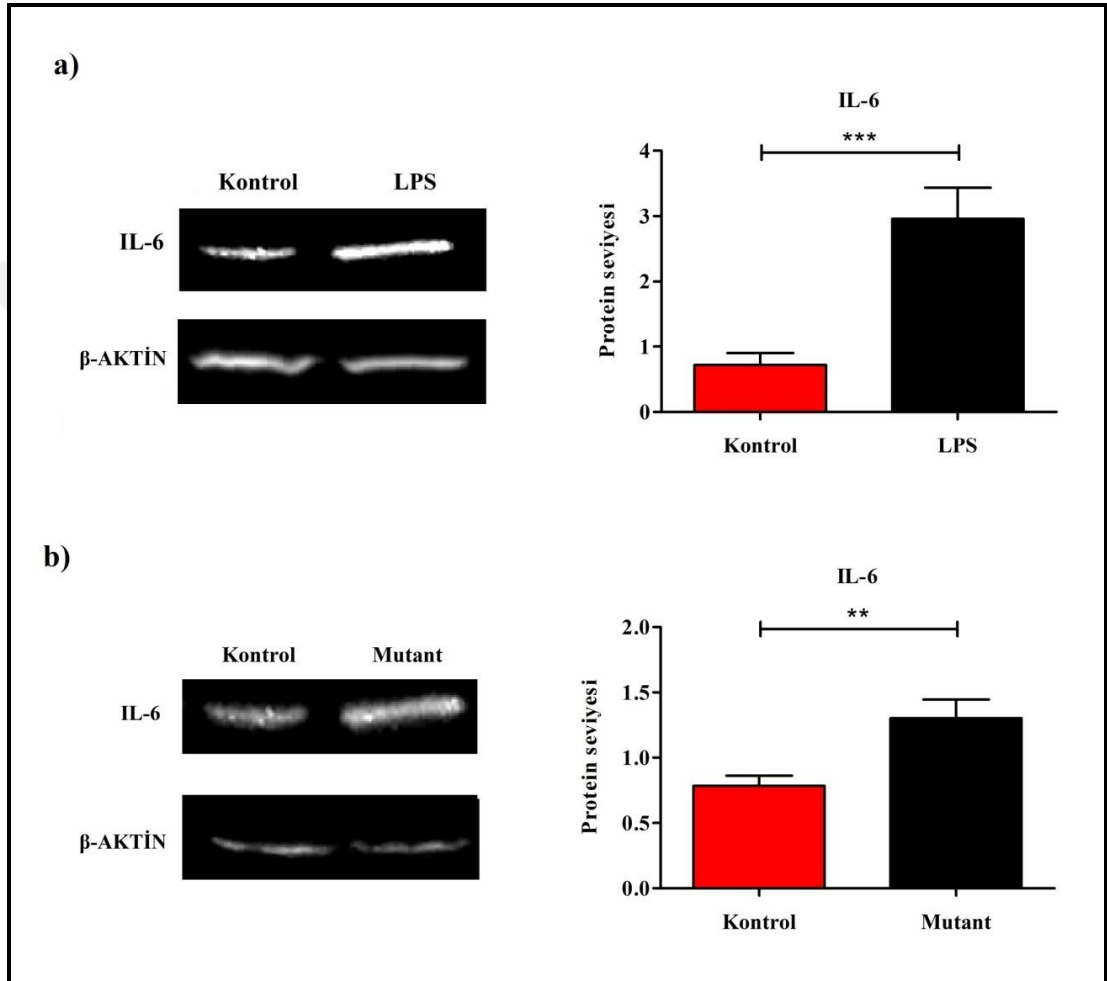 a)
Kontrol LPS
IL-6
β-AKTİN
IL-6
***
4
3
2
1
0
Protein seviyesi
Kontrol LPS
b)
Kontrol Mutant
IL-6
β-AKTİN
IL-6
**
2.0
1.5
1.0
0.5
0.0
Protein seviyesi
Kontrol Mutant